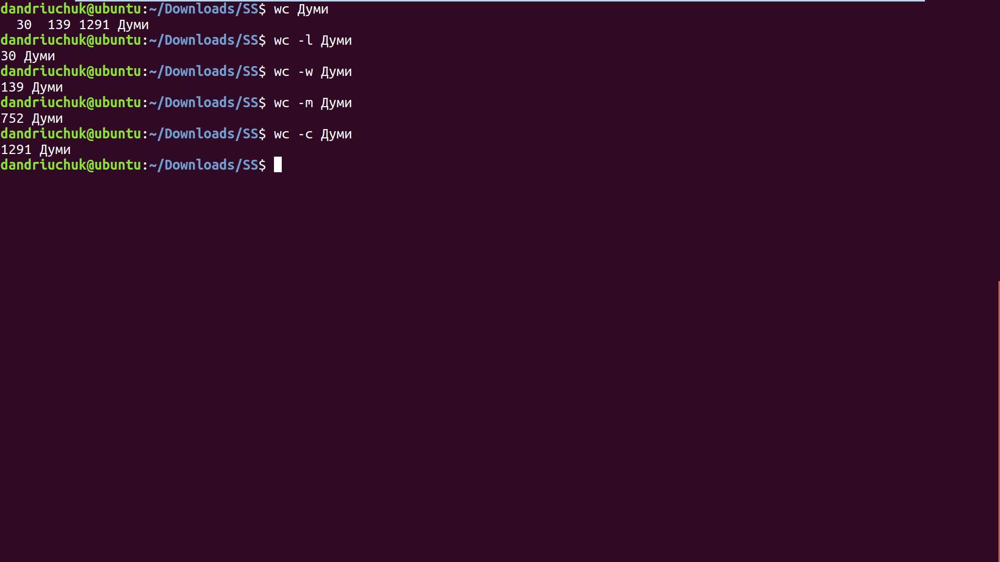 dandriuchuk@ubuntu:~/Downloads/SS$ wc Думи
  30  139 1291 Думи
dandriuchuk@ubuntu:~/Downloads/SS$ wc -l Думи
30 Думи
dandriuchuk@ubuntu:~/Downloads/SS$ wc -w Думи
139 Думи
dandriuchuk@ubuntu:~/Downloads/SS$ wc -m Думи
752 Думи
dandriuchuk@ubuntu:~/Downloads/SS$ wc -c Думи
1291 Думи
dandriuchuk@ubuntu:~/Downloads/SS$